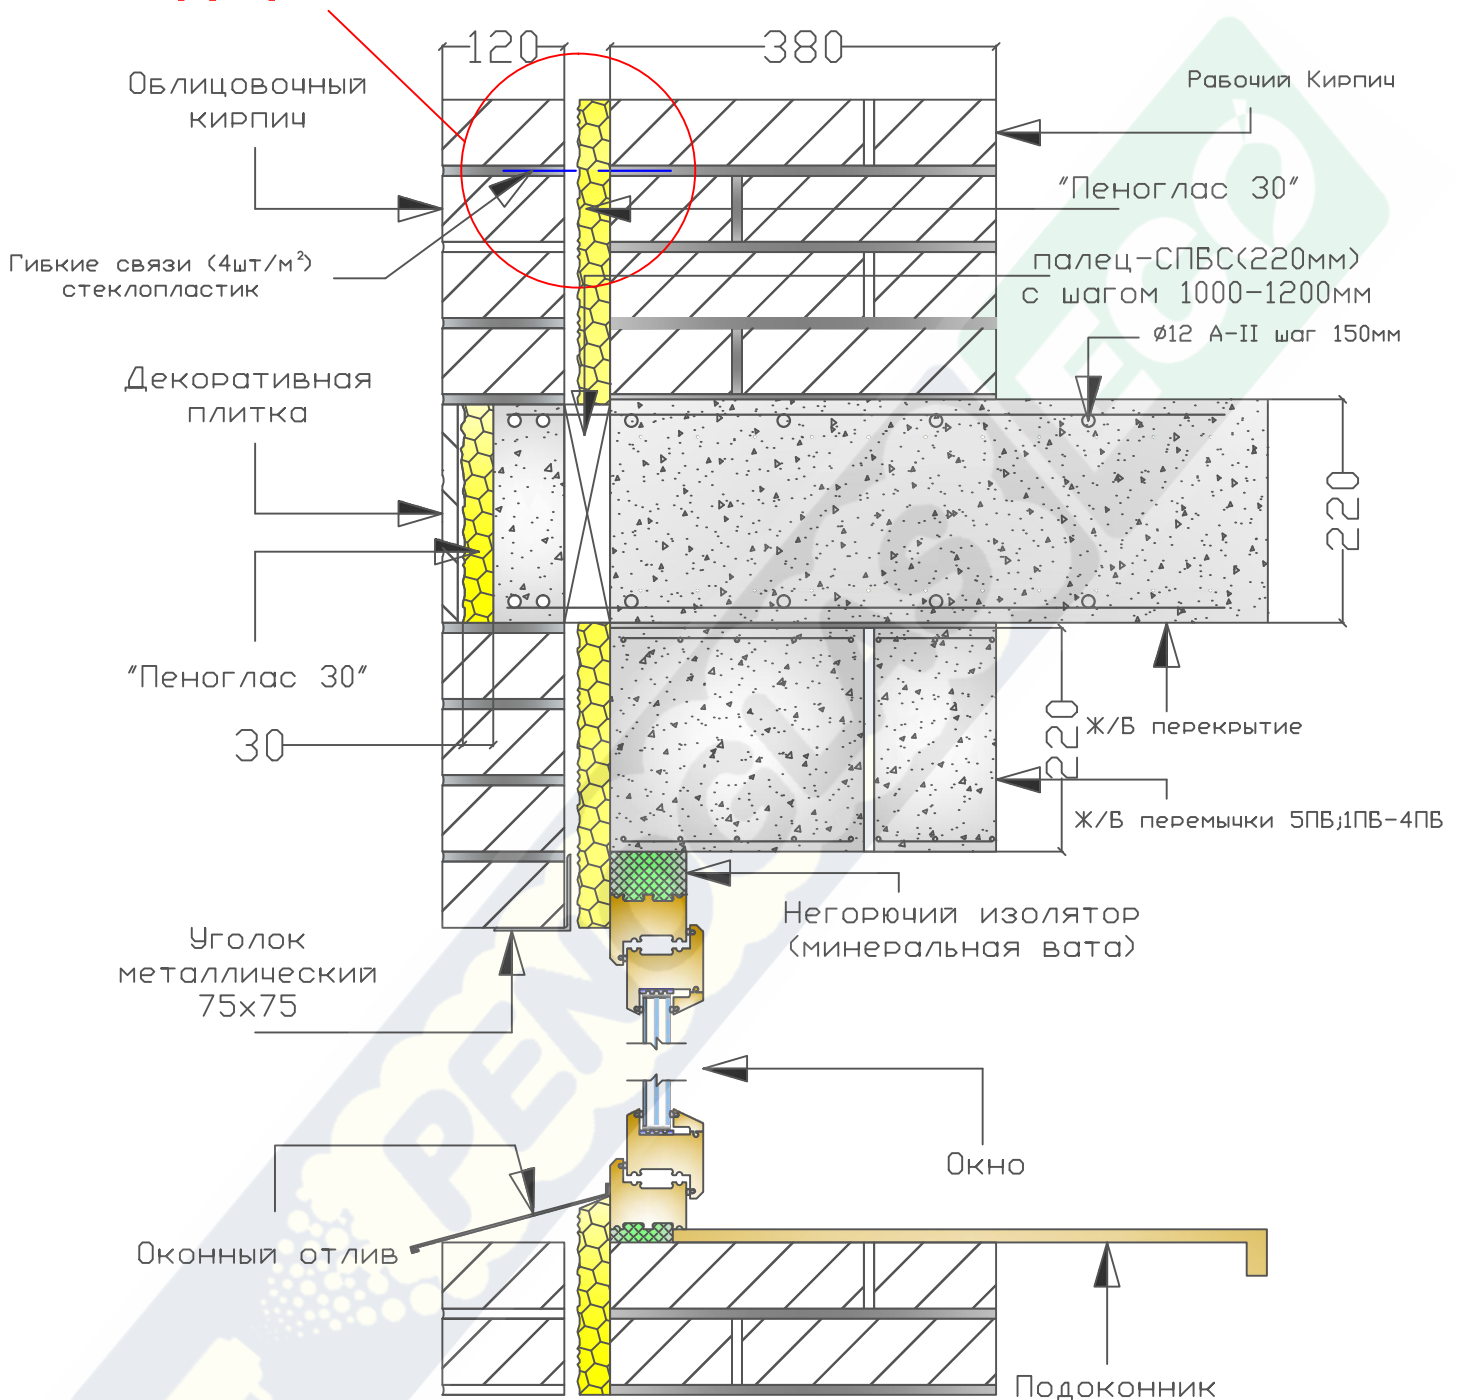 120
380
Облицовочный
кирпич
Рабочий Кирпич
"Пеноглас 30"
Гибкие связи (4шт/м²)
стеклопластик
палец-СПБС(220мм)
с шагом 1000-1200мм
ø12 А-II шаг 150мм
Декоративная
плитка
220
"Пеноглас 30"
30
220
Ж/Б перекрытие
Ж/Б перемычки 5ПБ;1ПБ-4ПБ
Негорючий изолятор
(минеральная вата)
Уголок
металлический
75х75
Окно
Оконный отлив
Подоконник
PENOGLAS ECO